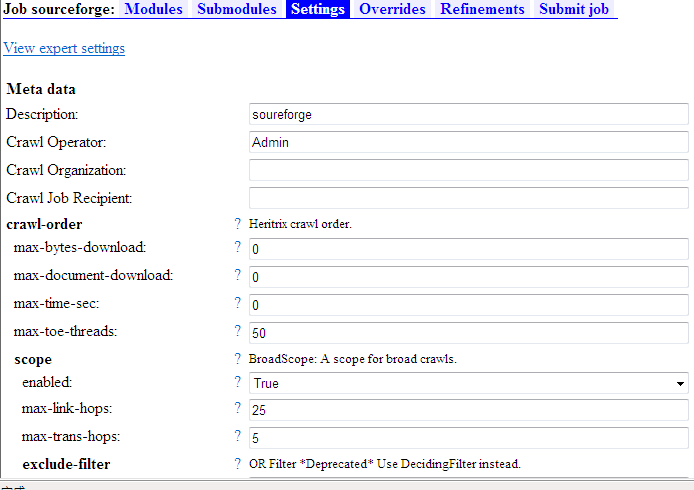 Job sourceforge: Modules Submodules Settings Overrides Refinements Submit job
View expert settings
Meta data
Description: soureforge
Crawl Operator: Admin
Crawl Organization:
Crawl Job Recipient:
crawl-order ? Heritrix crawl order.
max-bytes-download: ? 0
max-document-download: ? 0
max-time-sec: ? 0
max-toe-threads: ? 50
scope ? BroadScope: A scope for broad crawls.
enabled: ? True
max-link-hops: ? 25
max-trans-hops: ? 5
exclude-filter ? OR Filter *Deprecated* Use DecidingFilter instead.